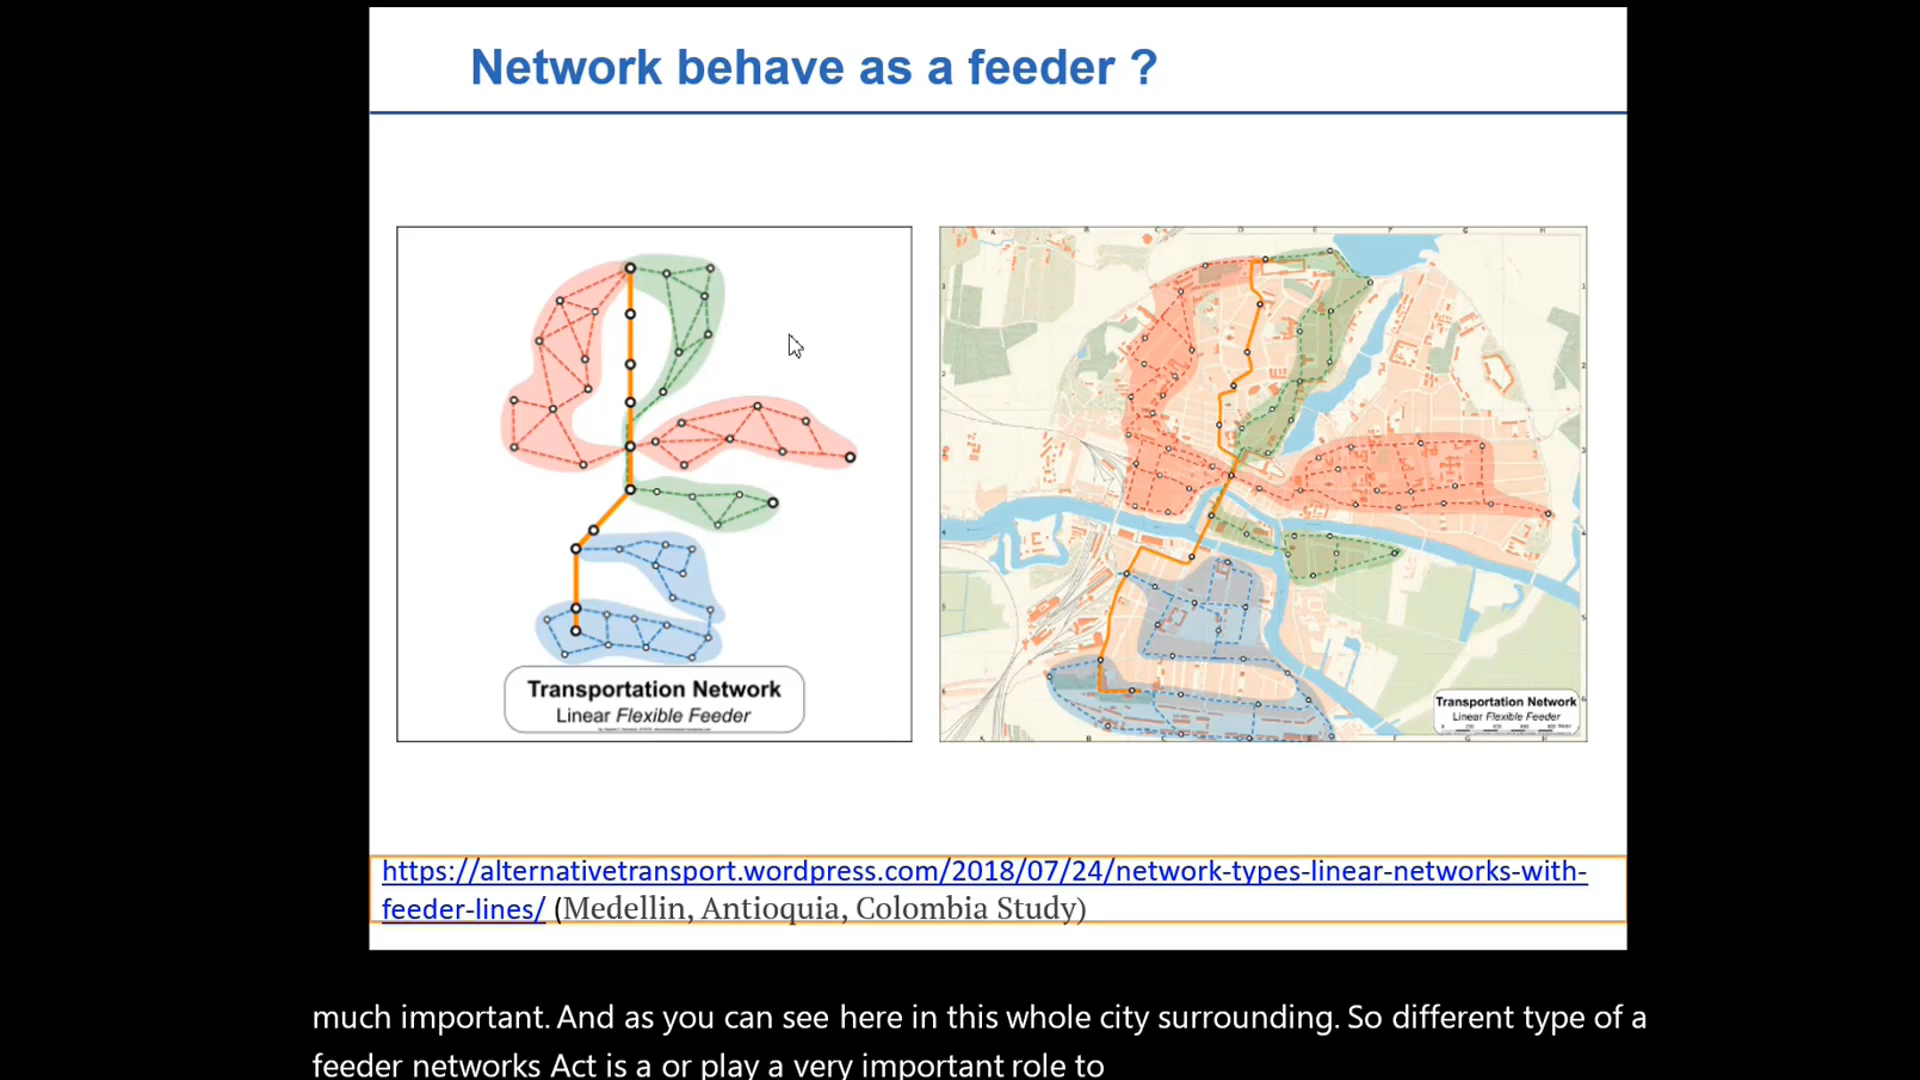 Network behave as a feeder ?
Transportation Network
Linear Flexible Feeder
Transportation Network
Linear Flexible Feeder
https://alternativetransport.wordpress.com/2018/07/24/network-types-linear-networks-with-
feeder-lines/ (Medellin, Antioquia, Colombia Study)
much important. And as you can see here in this whole city surrounding. So different type of a
feeder networks Act is a or play a very important role to